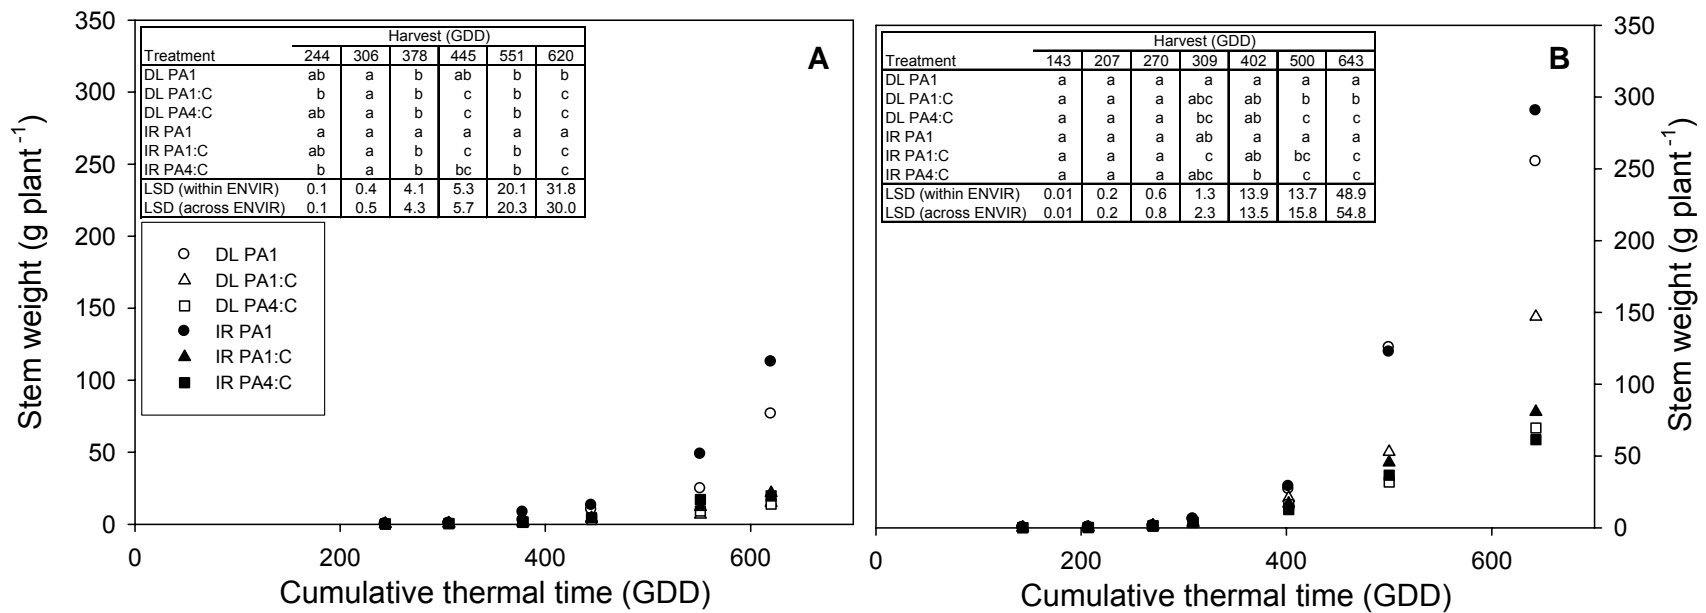 A
Harvest (GDD)
Treatment 244 306 378 445 551 620
DL PA1 ab a b ab b b
DL PA1:C b a b c b c
DL PA4:C ab a b c b c
IR PA1 a a a a a a
IR PA1:C ab a b c b c
IR PA4:C b a b bc b c
LSD (within ENVIR) 0.1 0.4 4.1 5.3 20.1 31.8
LSD (across ENVIR) 0.1 0.5 4.3 5.7 20.3 30.0
DL PA1
DL PA1:C
DL PA4:C
IR PA1
IR PA1:C
IR PA4:C
Stem weight (g plant⁻¹)
350
300
250
200
150
100
50
0
0 200 400 600
Cumulative thermal time (GDD)
B
Harvest (GDD)
Treatment 143 207 270 309 402 500 643
DL PA1 a a a a a a a
DL PA1:C a a a abc ab b b
DL PA4:C a a a bc ab c c
IR PA1 a a a ab a a a
IR PA1:C a a a c ab bc c
IR PA4:C a a a abc b c c
LSD (within ENVIR) 0.01 0.2 0.6 1.3 13.9 13.7 48.9
LSD (across ENVIR) 0.01 0.2 0.8 2.3 13.5 15.8 54.8
350
300
250
200
150
100
50
0
Stem weight (g plant⁻¹)
0 200 400 600
Cumulative thermal time (GDD)